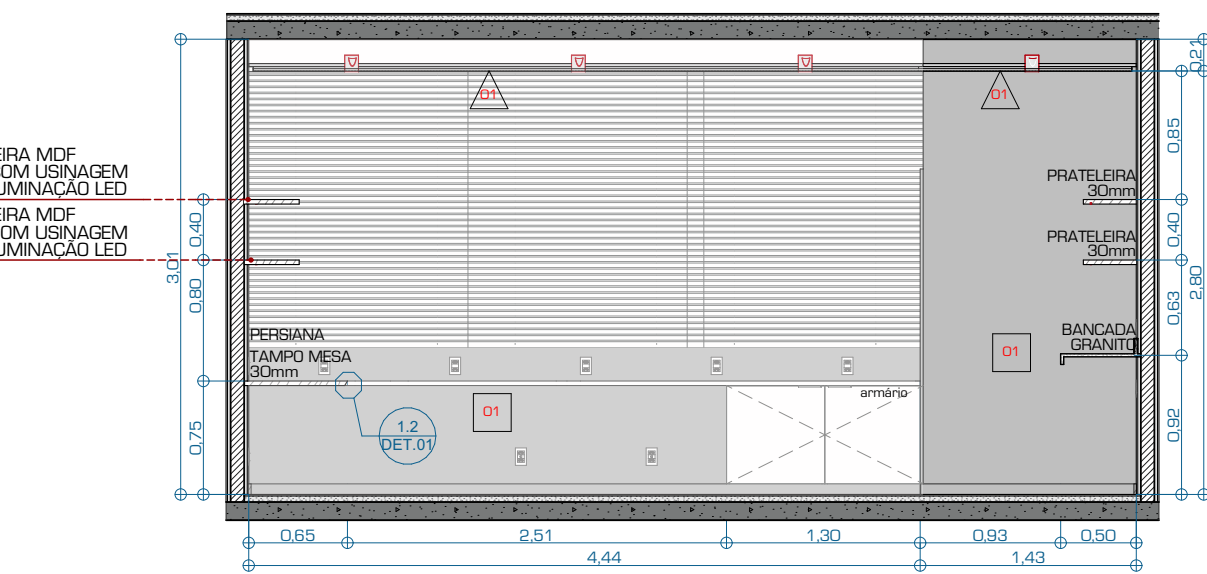 0,21
01
01
EIRA MDF
COM USINAGEM
UMINAÇÃO LED
0,85
PRATELEIRA
30mm
EIRA MDF
COM USINAGEM
UMINAÇÃO LED
0,40
0,40
PRATELEIRA
30mm
3,01
0,80
2,80
0,63
PERSIANA
BANCADA
GRANITO
01
TAMPO MESA
30mm
armário
01
1.2
DET.01
0,75
0,92
0,65
2,51
1,30
0,93
0,50
4,44
1,43